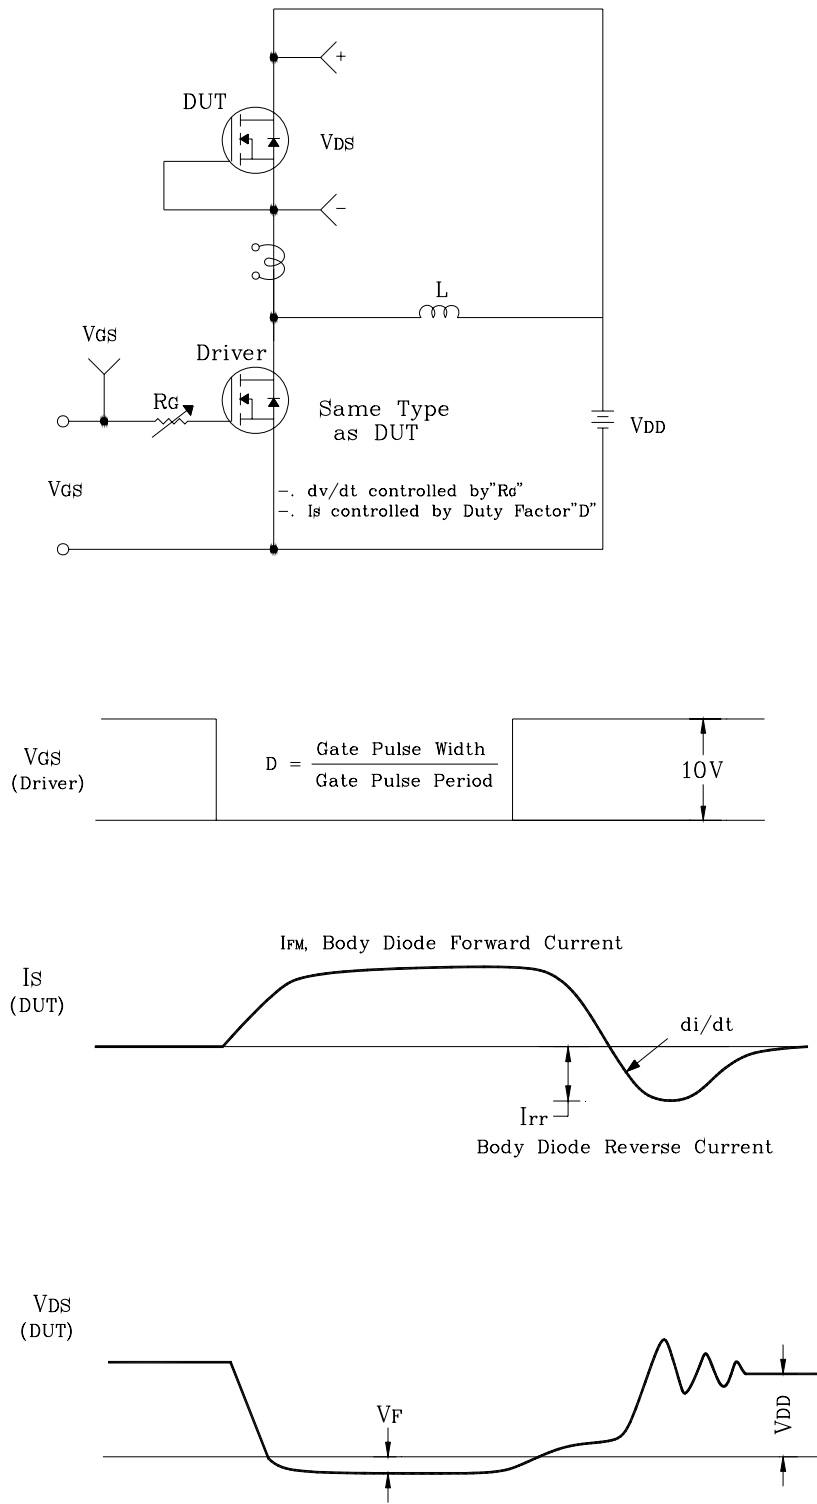 +
DUT
VDS
−
L
VGS
Driver
RG
Same Type
as DUT
VDD
VGS
−. dv/dt controlled by"RG"
−. Is controlled by Duty Factor"D"
VGS
(Driver)
D = Gate Pulse Width
Gate Pulse Period
10V
IFM, Body Diode Forward Current
IS
(DUT)
di/dt
Irr
Body Diode Reverse Current
VDS
(DUT)
VF
VDD